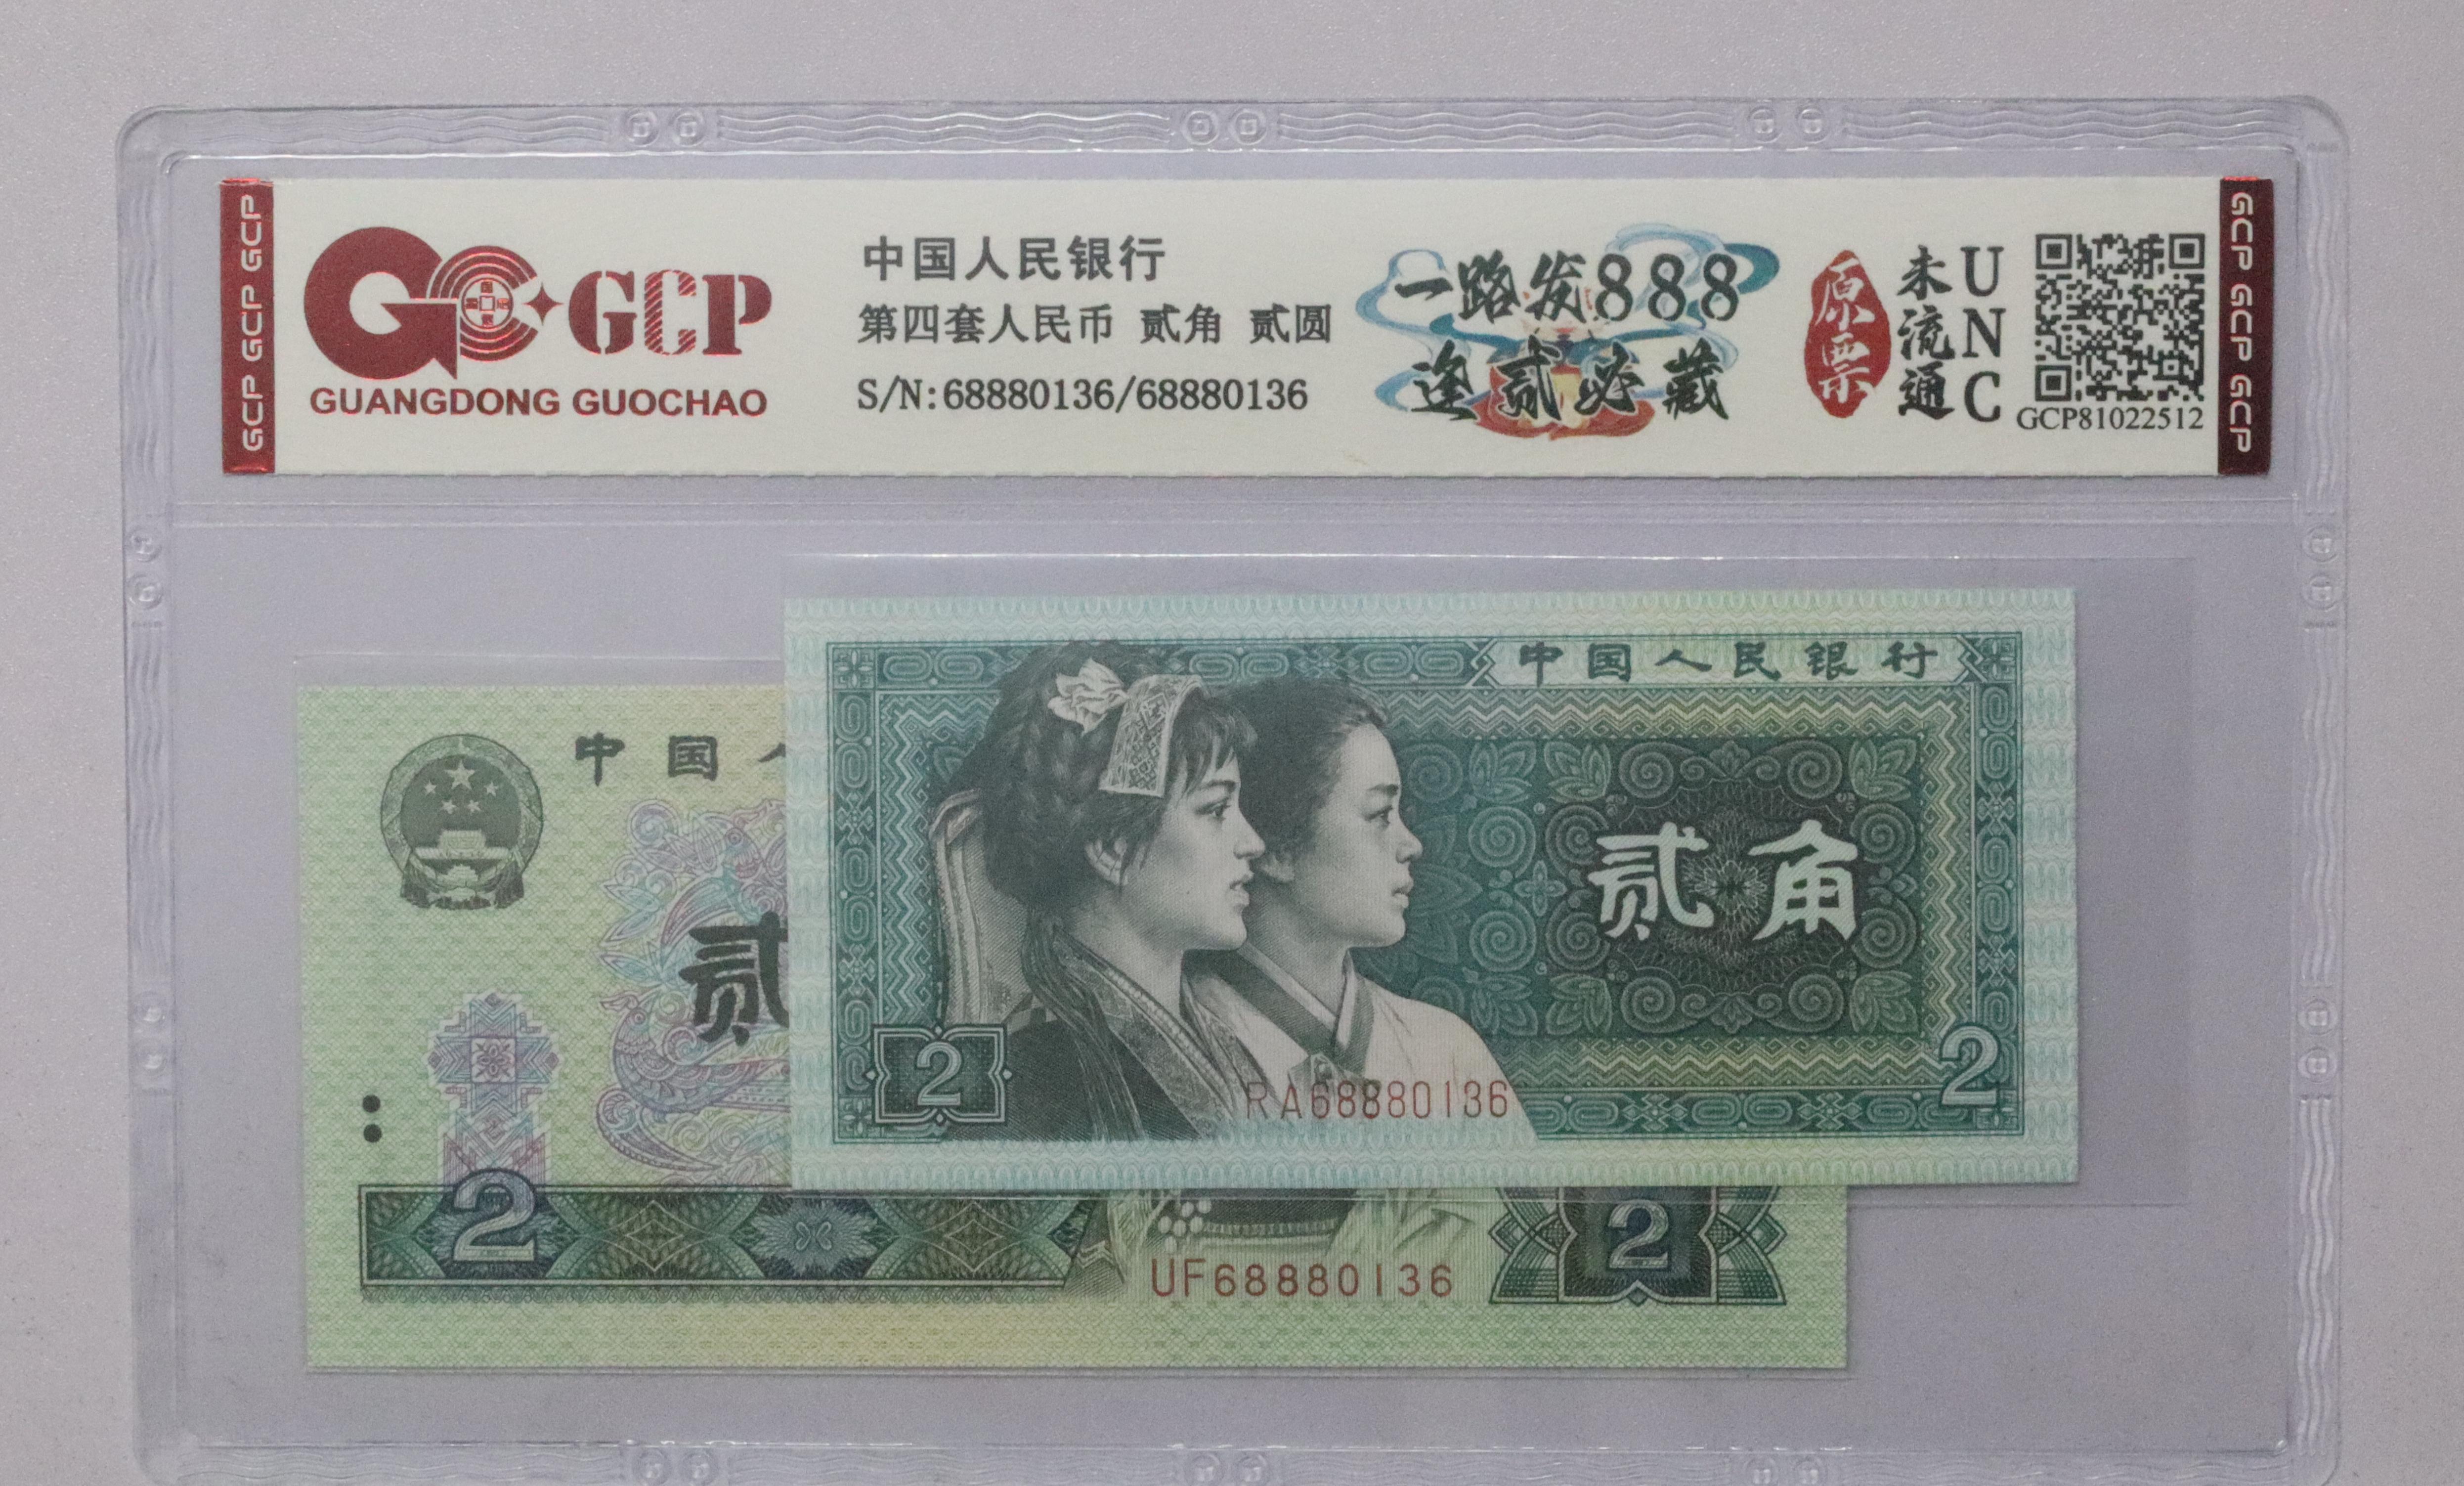 GCP GCP GCP
GCP
GUANGDONG GUOCHAO
中国人民银行
第四套人民币 贰角 贰圆
S/N:68880136/68880136
一路发888
逢贰必藏
原票
未流通
UNC
GCP81022512
GCP GCP GCP
中国人民银行
贰角
2
2
RA68880136
中国
贰
2
2
UF68880136